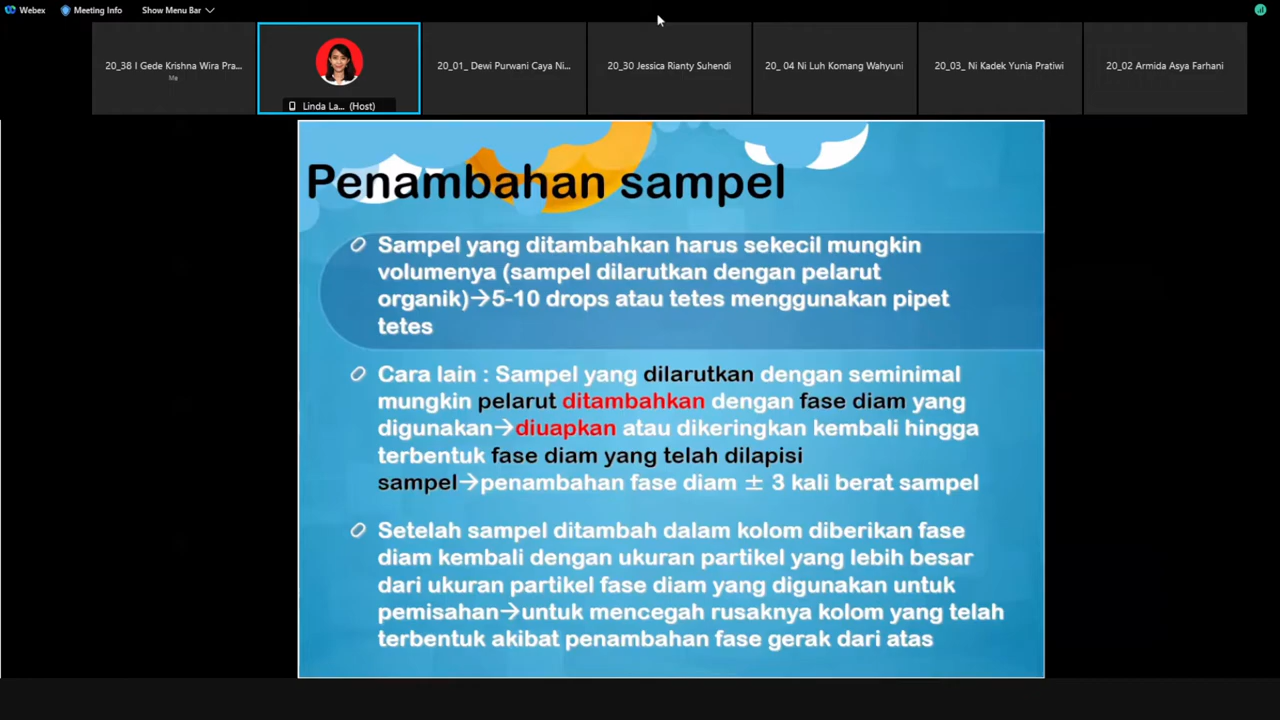 Webex Meeting Info Show Menu Bar
20_38 I Gede Krishna Wira Pra...
Me
Linda La... (Host)
20_01_ Dewi Purwani Caya Ni...
20_30 Jessica Rianty Suhendi
20_ 04 Ni Luh Komang Wahyuni
20_03_ Ni Kadek Yunia Pratiwi
20_02 Armida Asya Farhani
Penambahan sampel
Sampel yang ditambahkan harus sekecil mungkin
volumenya (sampel dilarutkan dengan pelarut
organik)→5-10 drops atau tetes menggunakan pipet
tetes
Cara lain : Sampel yang dilarutkan dengan seminimal
mungkin pelarut ditambahkan dengan fase diam yang
digunakan→diuapkan atau dikeringkan kembali hingga
terbentuk fase diam yang telah dilapisi
sampel→penambahan fase diam ± 3 kali berat sampel
Setelah sampel ditambah dalam kolom diberikan fase
diam kembali dengan ukuran partikel yang lebih besar
dari ukuran partikel fase diam yang digunakan untuk
pemisahan→untuk mencegah rusaknya kolom yang telah
terbentuk akibat penambahan fase gerak dari atas